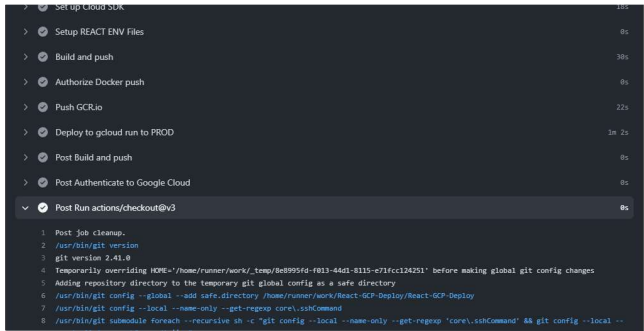 Set up Cloud SDK 18s
Setup REACT ENV Files 0s
Build and push 30s
Authorize Docker push 0s
Push GCR.io 22s
Deploy to gcloud run to PROD 1m 2s
Post Build and push 0s
Post Authenticate to Google Cloud 0s
Post Run actions/checkout@v3 0s
1 Post job cleanup.
2 /usr/bin/git version
3 git version 2.41.0
4 Temporarily overriding HOME='/home/runner/work/_temp/8e8995fd-f013-44d1-8115-e71fcc124251' before making global git config changes
5 Adding repository directory to the temporary git global config as a safe directory
6 /usr/bin/git config --global --add safe.directory /home/runner/work/React-GCP-Deploy/React-GCP-Deploy
7 /usr/bin/git config --local --name-only --get-regexp core\.sshCommand
8 /usr/bin/git submodule foreach --recursive sh -c "git config --local --name-only --get-regexp 'core\.sshCommand' && git config --local --